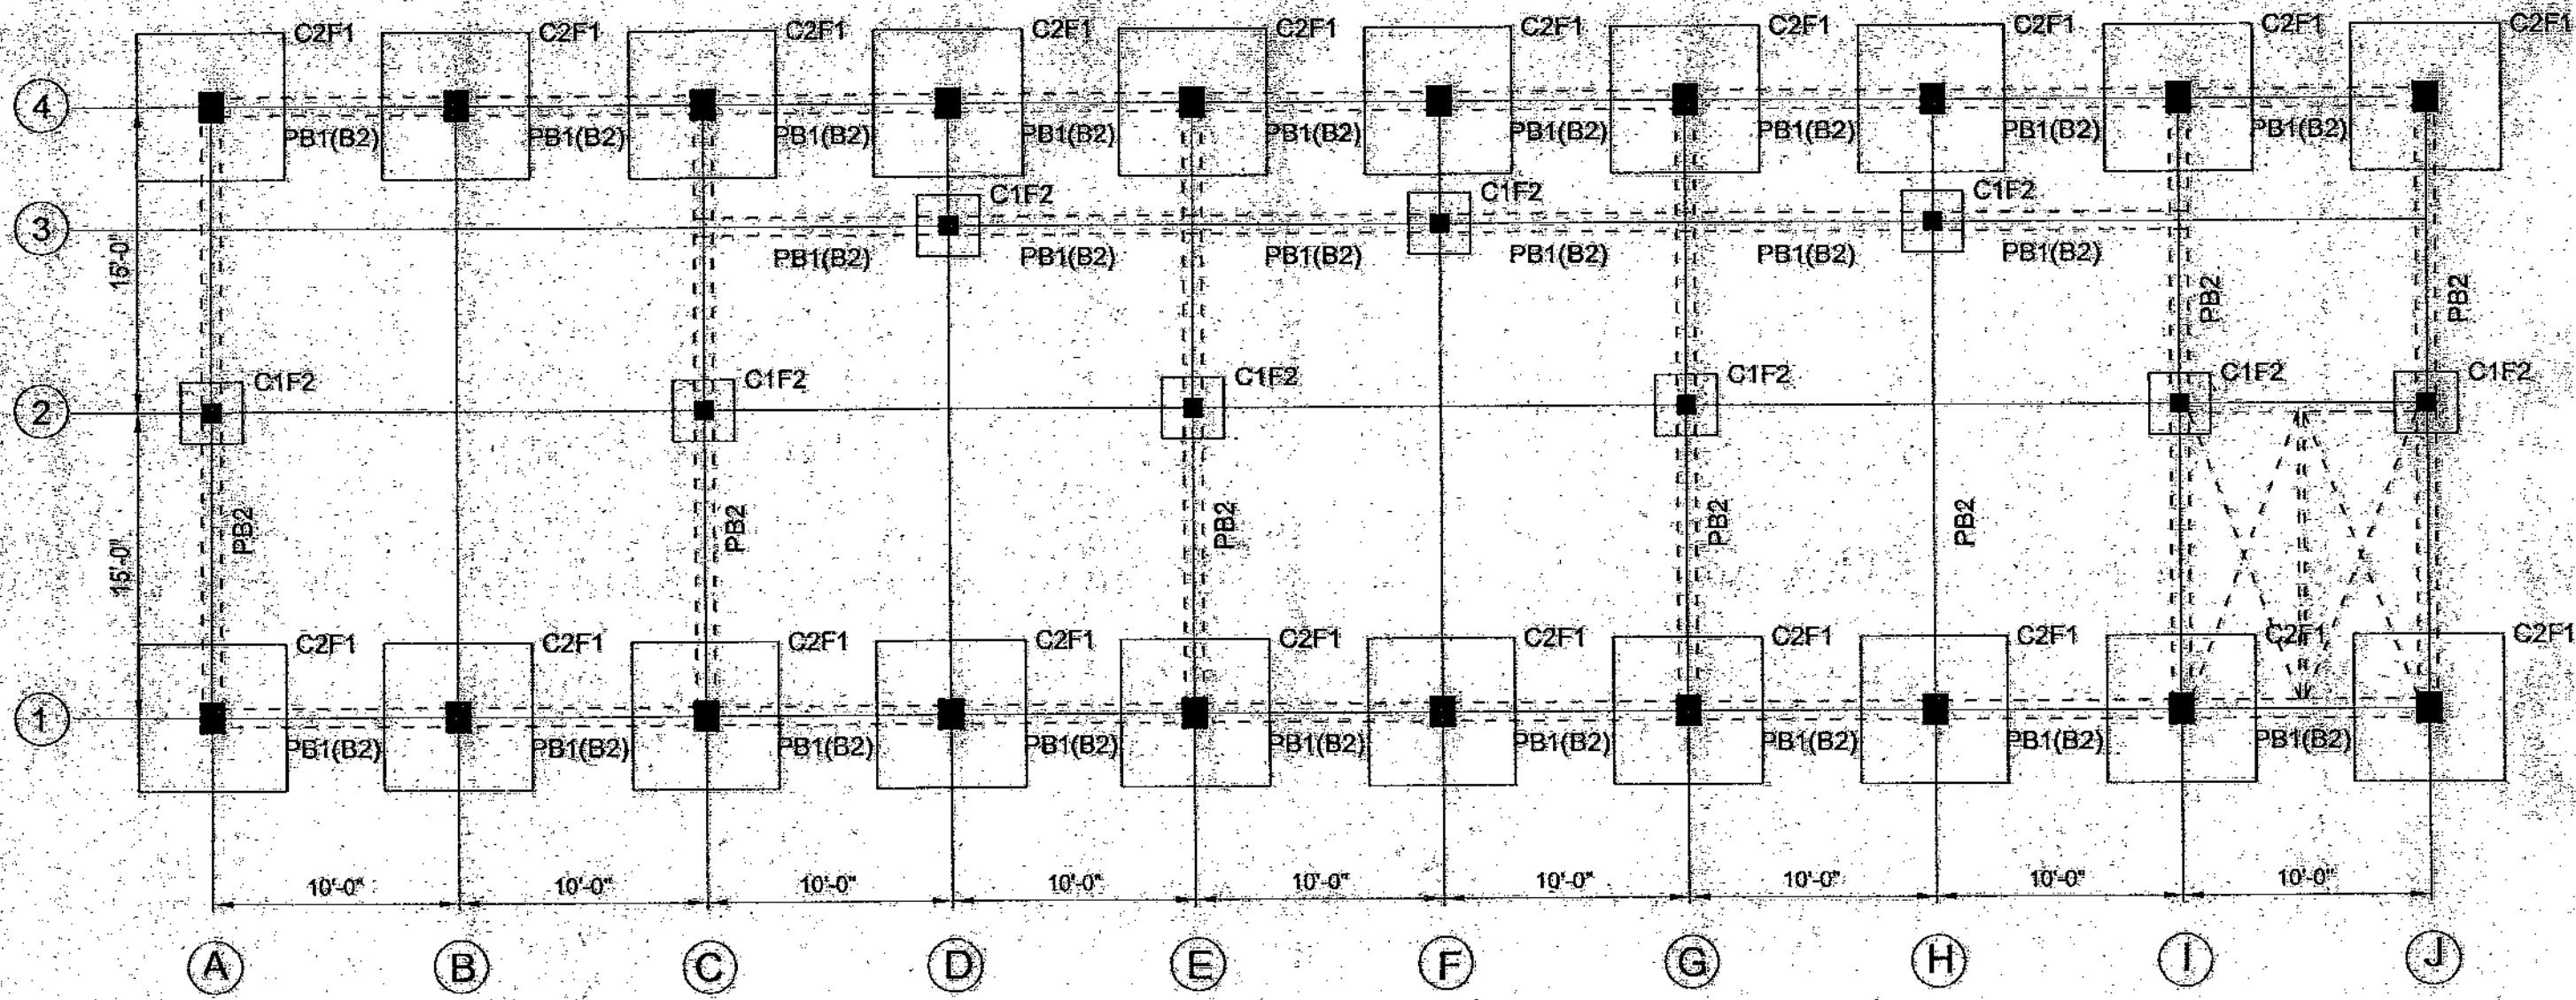 C2F1 C2F1 C2F1 C2F1 C2F1 C2F1 C2F1 C2F1 C2F1 C2F1
4
PB1(B2) PB1(B2) PB1(B2) PB1(B2) PB1(B2) PB1(B2) PB1(B2) PB1(B2) PB1(B2)
C1F2 C1F2 C1F2
3
PB1(B2) PB1(B2) PB1(B2) PB1(B2) PB1(B2) PB1(B2)
15'-0"
PB2 PB2
C1F2 C1F2 C1F2 C1F2 C1F2 C1F2
2
PB2 PB2 PB2 PB2 PB2
15'-0"
C2F1 C2F1 C2F1 C2F1 C2F1 C2F1 C2F1 C2F1 C2F1 C2F1
1
PB1(B2) PB1(B2) PB1(B2) PB1(B2) PB1(B2) PB1(B2) PB1(B2) PB1(B2) PB1(B2)
10'-0" 10'-0" 10'-0" 10'-0" 10'-0" 10'-0" 10'-0" 10'-0" 10'-0"
A B C D E F G H I J